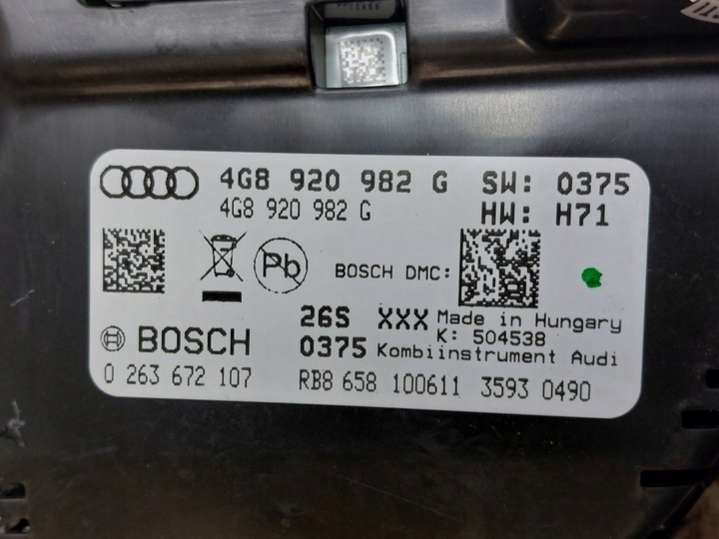 4G8 920 982 G SW: 0375
4G8 920 982 G HW: H71
Pb BOSCH DMC:
26S XXX Made in Hungary
K: 504538
BOSCH 0375 Kombiinstrument Audi
0 263 672 107 RB8 658 100611 3593 0490